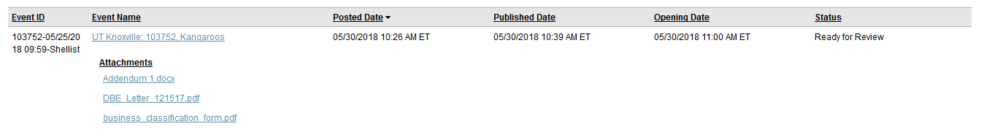 Event ID Event Name Posted Date Published Date Opening Date Status
103752-05/25/20 UT Knoxville: 103752, Kangaroos 05/30/2018 10:26 AM ET 05/30/2018 10:39 AM ET 05/30/2018 11:00 AM ET Ready for Review
18 09:59-Shellist
Attachments
Addendum 1.docx
DBE_Letter_121517.pdf
business_classification_form.pdf